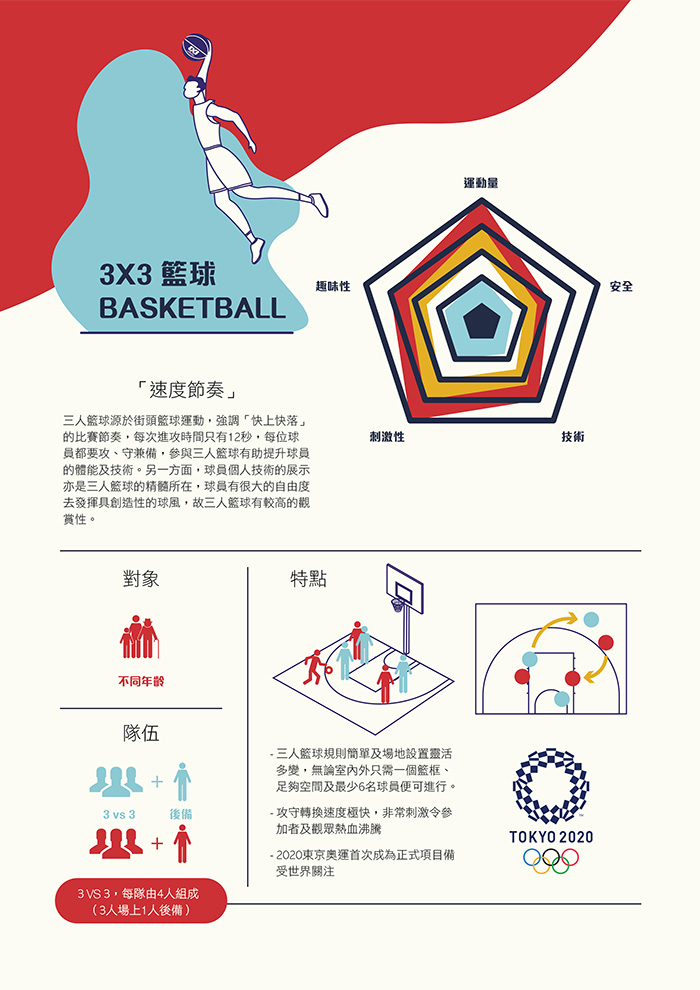 3X3 籃球
BASKETBALL
運動量
趣味性
安全
刺激性
技術
「速度節奏」
三人籃球源於街頭籃球運動，強調「快上快落」
的比賽節奏，每次進攻時間只有12秒，每位球
員都要攻、守兼備，參與三人籃球有助提升球員
的體能及技術。另一方面，球員個人技術的展示
亦是三人籃球的精髓所在，球員有很大的自由度
去發揮具創造性的球風，故三人籃球有較高的觀
賞性。
對象
不同年齡
隊伍
3 vs 3
後備
3 VS 3，每隊由4人組成
（3人場上1人後備）
特點
- 三人籃球規則簡單及場地設置靈活
多變，無論室內外只需一個籃框、
足夠空間及最少6名球員便可進行。
- 攻守轉換速度極快，非常刺激令參
加者及觀眾熱血沸騰
- 2020東京奧運首次成為正式項目備
受世界關注
TOKYO 2020